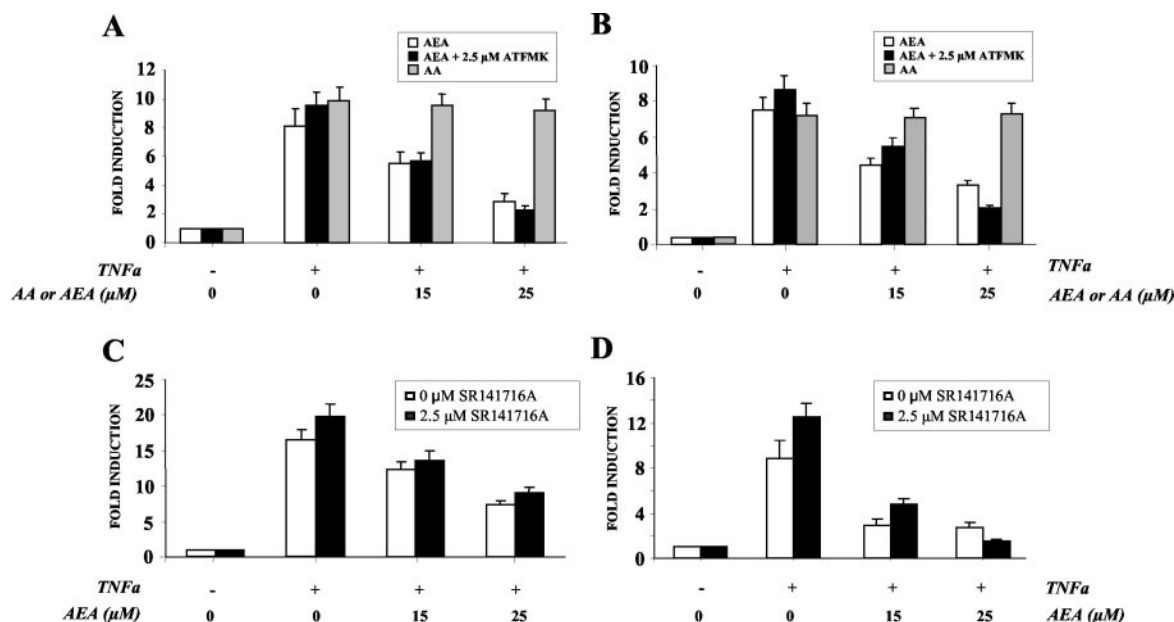 A
AEA
AEA + 2.5 µM ATFMK
AA
FOLD INDUCTION
12
10
8
6
4
2
0
TNFa - + + +
AA or AEA (µM) 0 0 15 25
B
AEA
AEA + 2.5 µM ATFMK
AA
FOLD INDUCTION
10
8
6
4
2
0
- + + + TNFa
0 0 15 25 AEA or AA (µM)
C
0 µM SR141716A
2.5 µM SR141716A
FOLD INDUCTION
25
20
15
10
5
0
TNFa - + + +
AEA (µM) 0 0 15 25
D
0 µM SR141716A
2.5 µM SR141716A
FOLD INDUCTION
16
12
8
4
0
- + + + TNFa
0 0 15 25 AEA (µM)